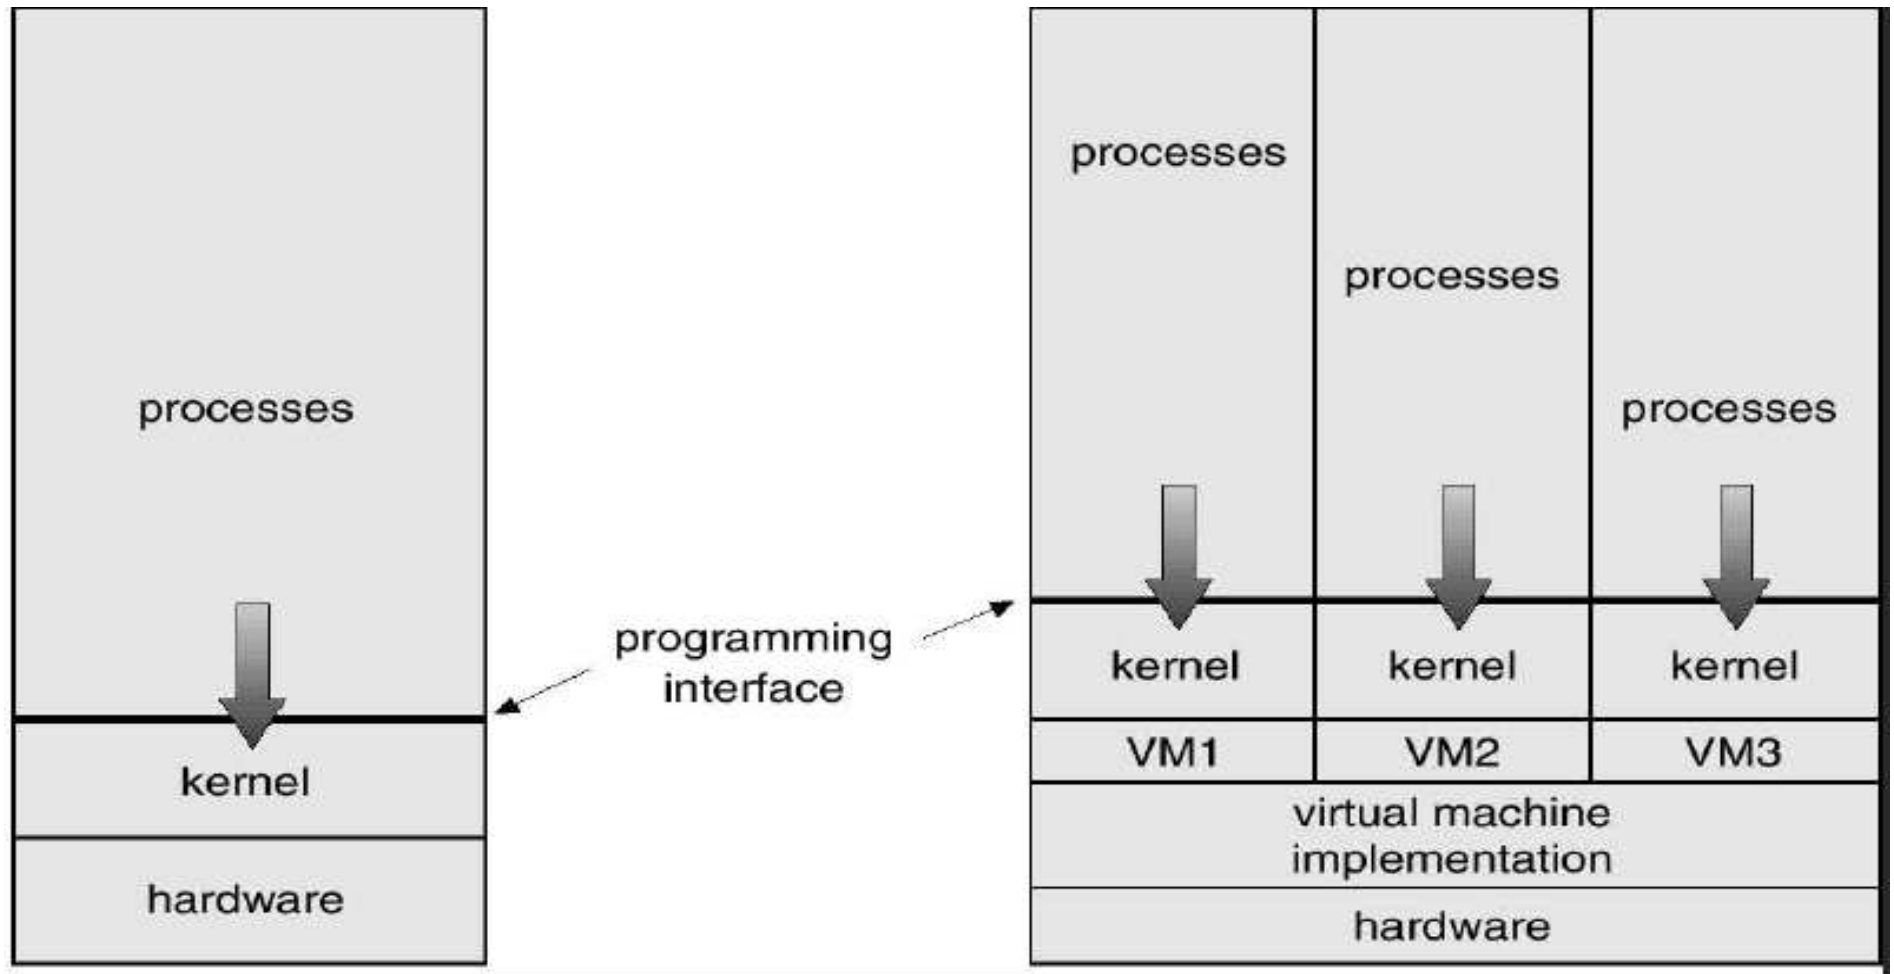 processes
kernel
hardware
programming
interface
processes
processes
processes
kernel
kernel
kernel
VM1
VM2
VM3
virtual machine
implementation
hardware